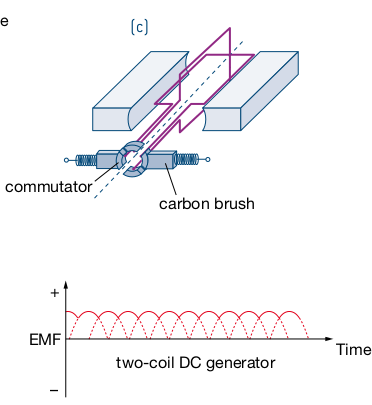 e
(c)
commutator
carbon brush
+
EMF
Time
two-coil DC generator
–